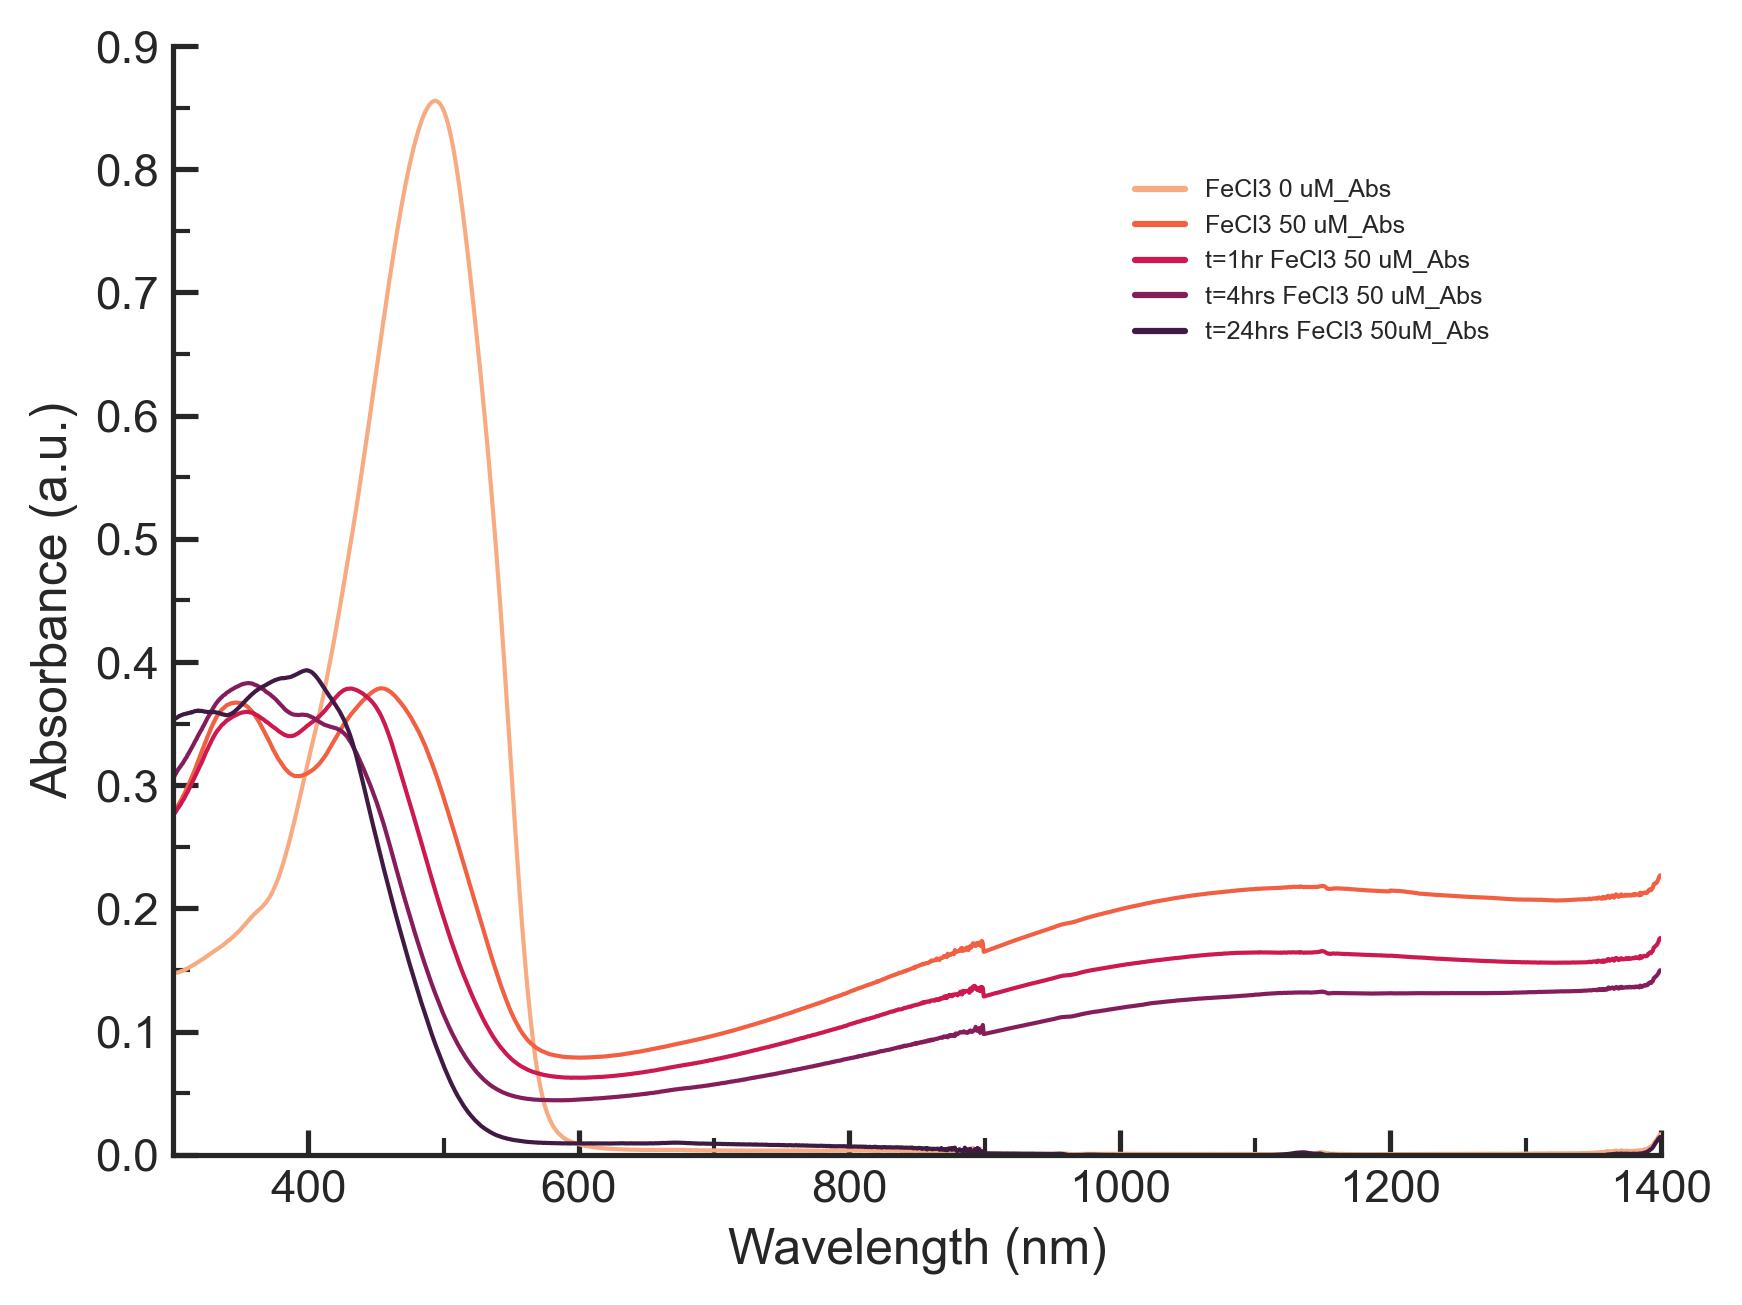 0.9
0.8
0.7
0.6
0.5
0.4
0.3
0.2
0.1
0.0
Absorbance (a.u.)
FeCl3 0 uM_Abs
FeCl3 50 uM_Abs
t=1hr FeCl3 50 uM_Abs
t=4hrs FeCl3 50 uM_Abs
t=24hrs FeCl3 50uM_Abs
400 600 800 1000 1200 1400
Wavelength (nm)